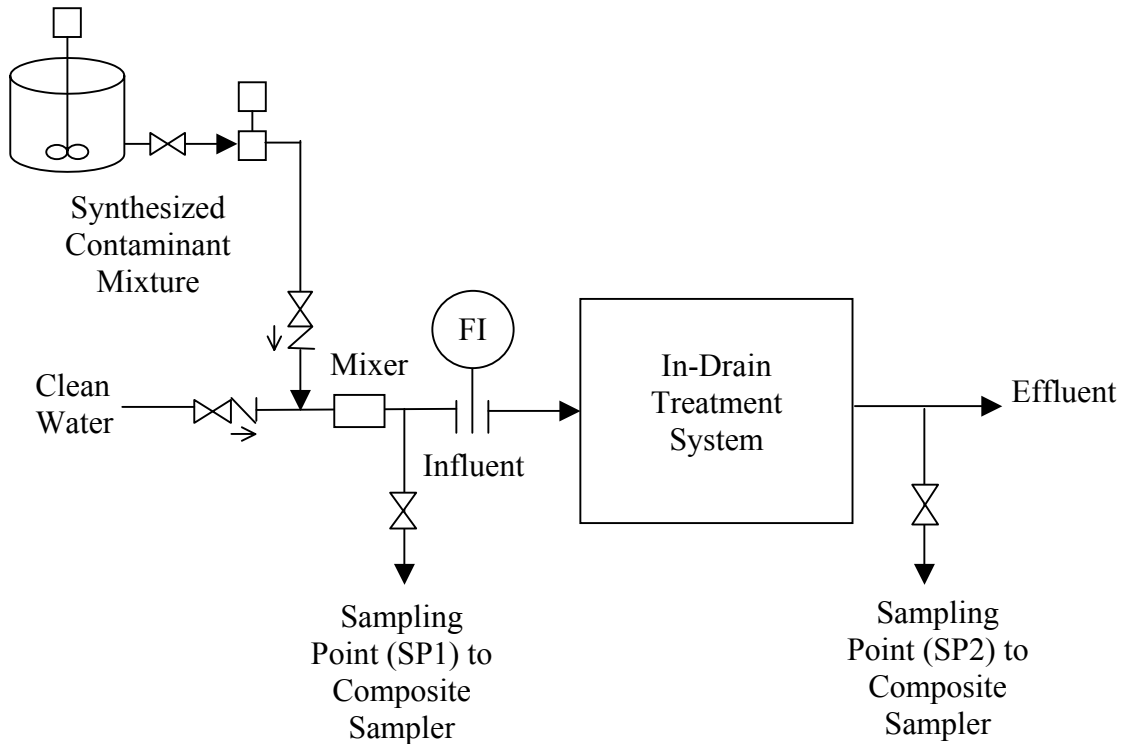 Synthesized
Contaminant
Mixture
FI
Mixer
Clean
Water
Influent
In-Drain
Treatment
System
Effluent
Sampling
Point (SP1) to
Composite
Sampler
Sampling
Point (SP2) to
Composite
Sampler